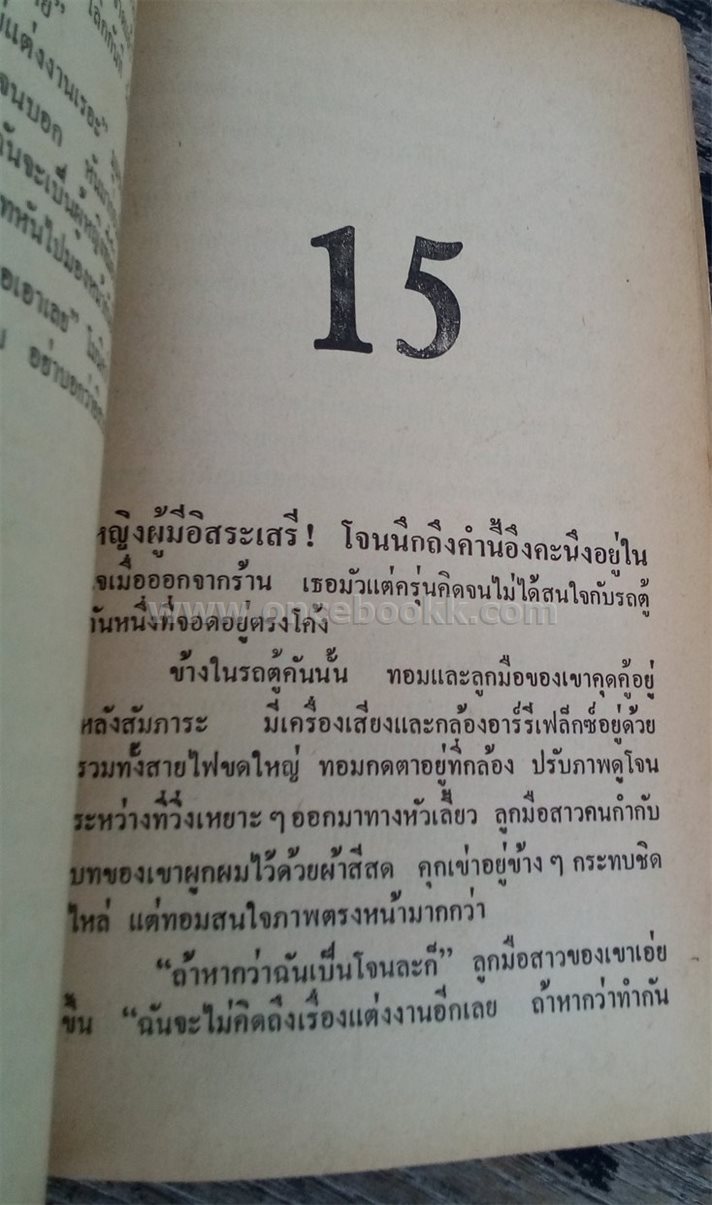 ย”
แต่งงานเรอะ”
จนบอก
15
หญิงผู้มีอิสระเสรี! โจนนึกถึงคำนี้อึงคะนึงอยู่ใน
ใจเมื่อออกจากร้าน เธอมัวแต่ครุ่นคิดจนไม่ได้สนใจกับรถตู้
คันหนึ่งที่จอดอยู่ตรงโค้ง
ข้างในรถตู้คันนั้น ทอมและลูกมือของเขาคุดคู้อยู่
หลังสัมภาระ มีเครื่องเสียงและกล้องอาร์รีเฟล็กซ์อยู่ด้วย
รวมทั้งสายไฟขดใหญ่ ทอมกดตาอยู่ที่กล้อง ปรับภาพดูโจน
ระหว่างที่วิ่งเหยาะ ๆ ออกมาทางหัวเลี้ยว ลูกมือสาวคนกำกับ
บทของเขาผูกผมไว้ด้วยผ้าสีสด คุกเข่าอยู่ข้าง ๆ กระทบชิด
ไหล่ แต่ทอมสนใจภาพตรงหน้ามากกว่า
“ถ้าหากว่าฉันเป็นโจนละก็” ลูกมือสาวของเขาเอ่ย
ขึ้น “ฉันจะไม่คิดถึงเรื่องแต่งงานอีกเลย ถ้าหากว่าทำกัน